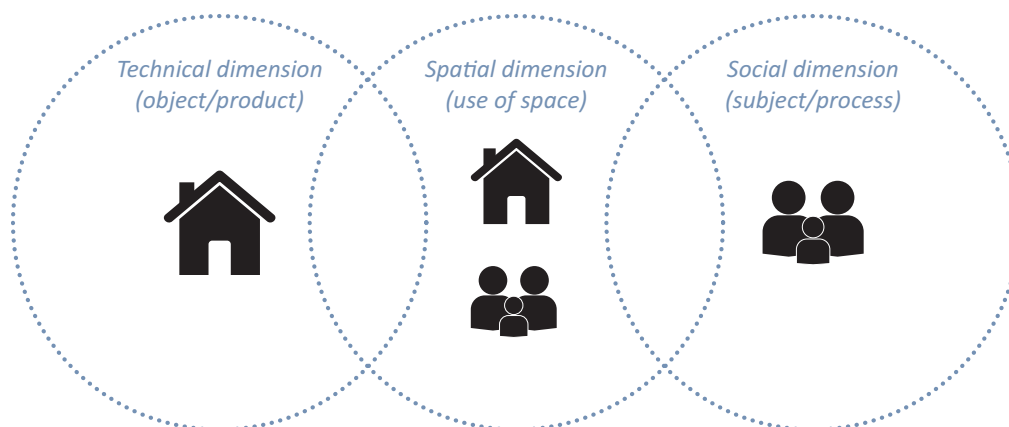 Technical dimension
(object/product)
Spatial dimension
(use of space)
Social dimension
(subject/process)